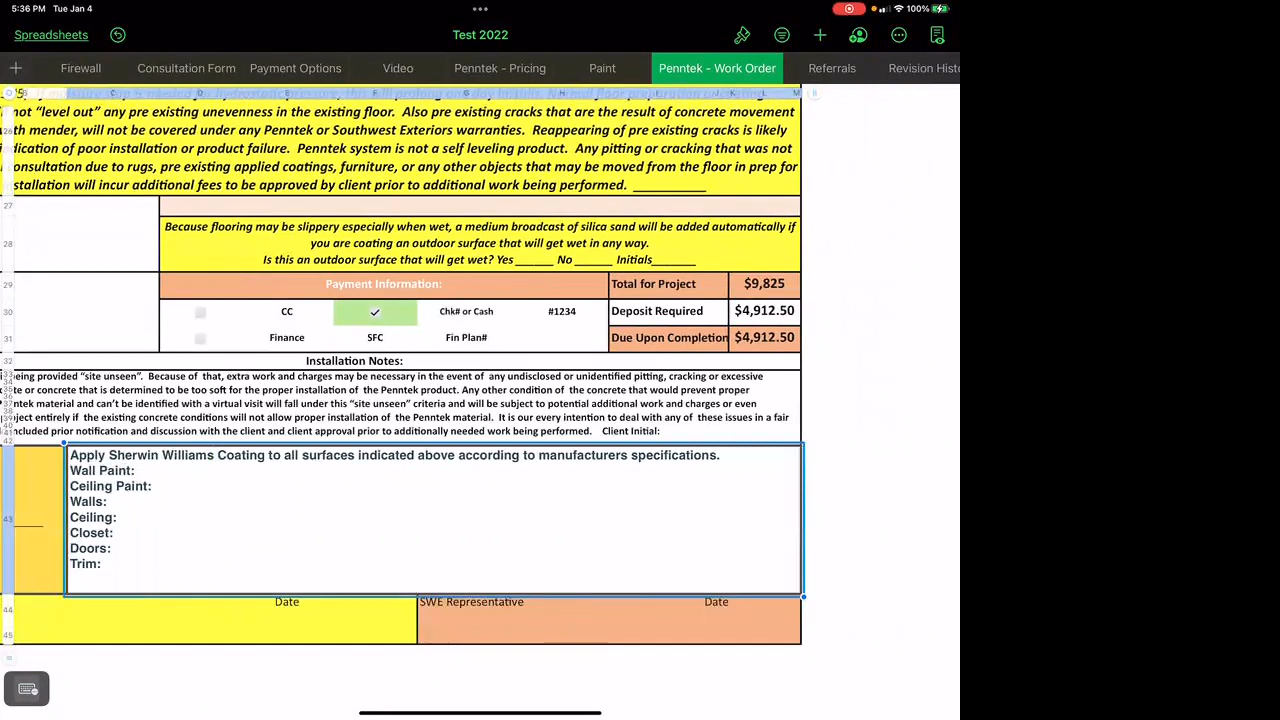 5:36 PM Tue Jan 4
100%
Spreadsheets
Test 2022
Firewall Consultation Form Payment Options Video Penntek - Pricing Paint Penntek - Work Order Referrals Revision Histo
not “level out” any pre existing unevenness in the existing floor. Also pre existing cracks that are the result of concrete movement
th mender, will not be covered under any Penntek or Southwest Exteriors warranties. Reappearing of pre existing cracks is likely
dication of poor installation or product failure. Penntek system is not a self leveling product. Any pitting or cracking that was not
onsultation due to rugs, pre existing applied coatings, furniture, or any other objects that may be moved from the floor in prep for
stallation will incur additional fees to be approved by client prior to additional work being performed. __________
27
Because flooring may be slippery especially when wet, a medium broadcast of silica sand will be added automatically if
28 you are coating an outdoor surface that will get wet in any way.
Is this an outdoor surface that will get wet? Yes______ No ______ Initials_______
29 Payment Information: Total for Project $9,825
30 CC ✓ Chk# or Cash #1234 Deposit Required $4,912.50
31 Finance SFC Fin Plan# Due Upon Completion $4,912.50
32 Installation Notes:
being provided “site unseen”. Because of that, extra work and charges may be necessary in the event of any undisclosed or unidentified pitting, cracking or excessive
te or concrete that is determined to be too soft for the proper installation of the Penntek product. Any other condition of the concrete that would prevent proper
ntek material and can’t be identified with a virtual visit will fall under this “site unseen” criteria and will be subject to potential additional work and charges or even
ject entirely if the existing concrete conditions will not allow proper installation of the Penntek material. It is our every intention to deal with any of these issues in a fair
included prior notification and discussion with the client and client approval prior to additionally needed work being performed. Client Initial:
42
Apply Sherwin Williams Coating to all surfaces indicated above according to manufacturers specifications.
Wall Paint:
Ceiling Paint:
Walls:
43 Ceiling:
Closet:
Doors:
Trim:
44 Date SWE Representative Date
45